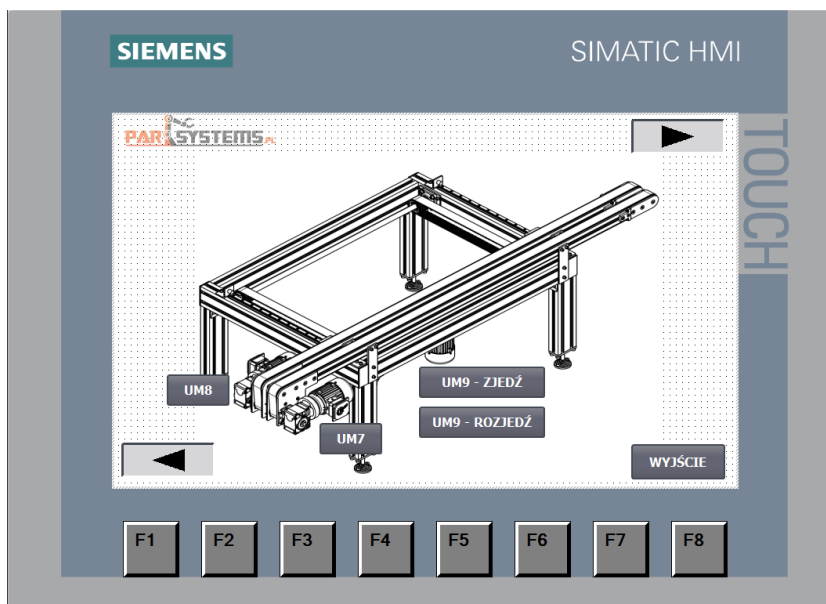 SIEMENS
SIMATIC HMI
TOUCH
PAR SYSTEMS.PL
UM8
UM9 - ZJEDŹ
UM9 - ROZJEDŹ
UM7
WYJŚCIE
F1 F2 F3 F4 F5 F6 F7 F8